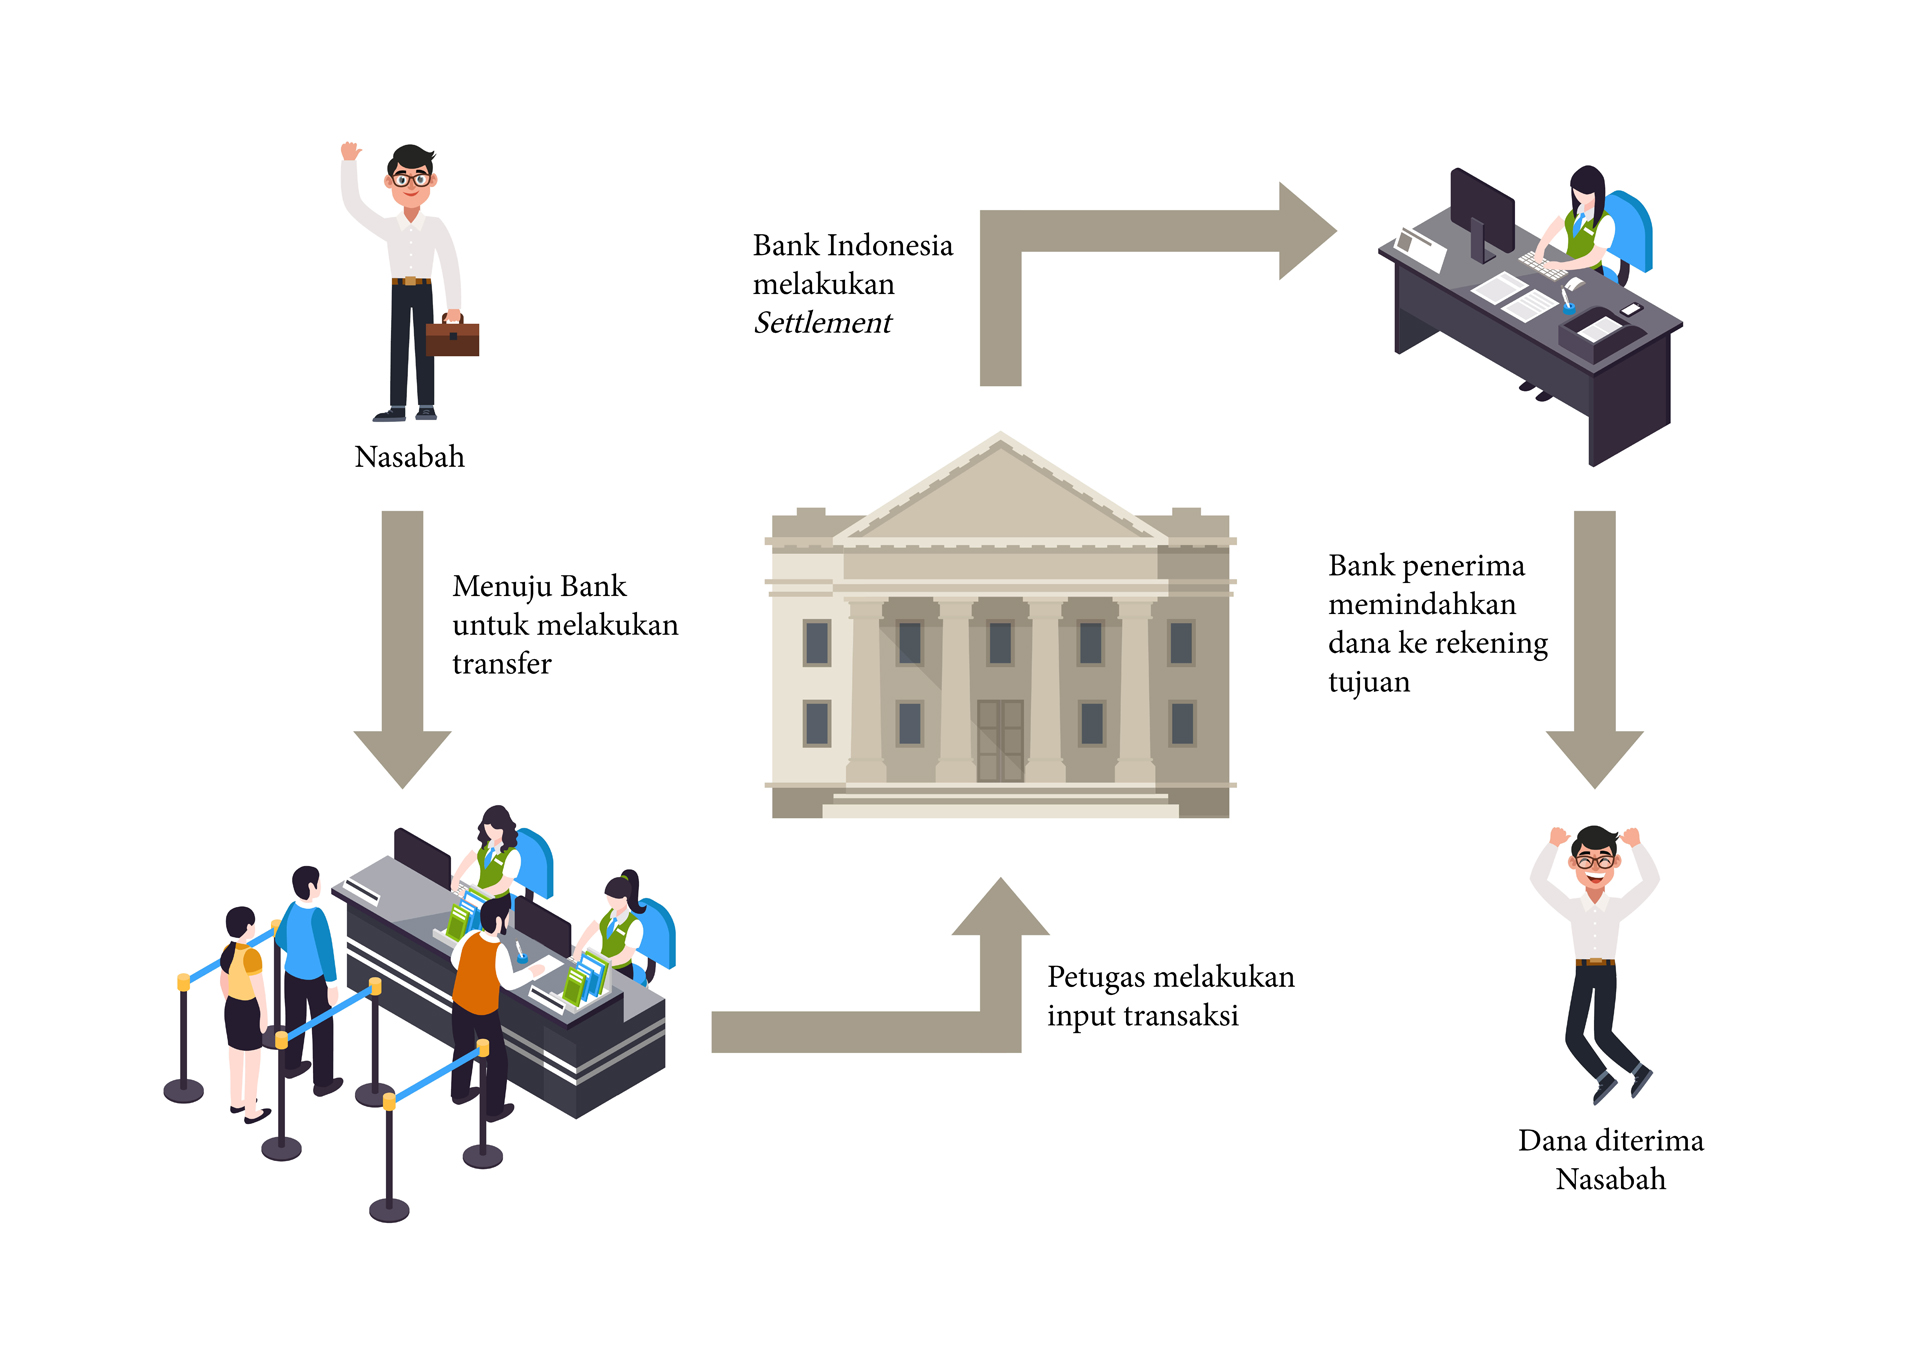 Nasabah
Menuju Bank
untuk melakukan
transfer
Petugas melakukan
input transaksi
Bank Indonesia
melakukan
Settlement
Bank penerima
memindahkan
dana ke rekening
tujuan
Dana diterima
Nasabah